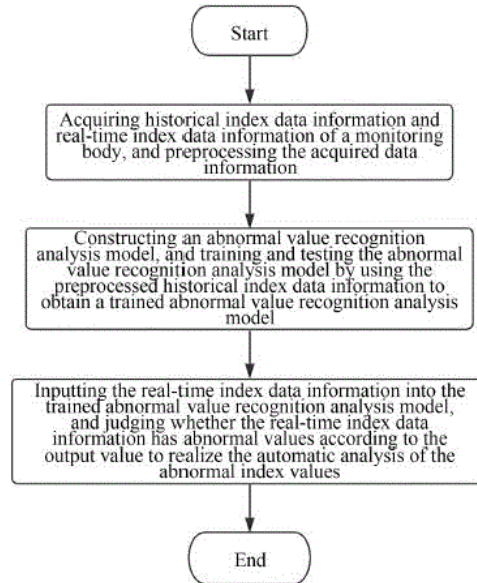 Start
Acquiring historical index data information and
real-time index data information of a monitoring
body, and preprocessing the acquired data
information
Constructing an abnormal value recognition
analysis model, and training and testing the abnormal
value recognition analysis model by using the
preprocessed historical index data information to
obtain a trained abnormal value recognition analysis
model
Inputting the real-time index data information into the
trained abnormal value recognition analysis model,
and judging whether the real-time index data
information has abnormal values according to the
output value to realize the automatic analysis of the
abnormal index values
End